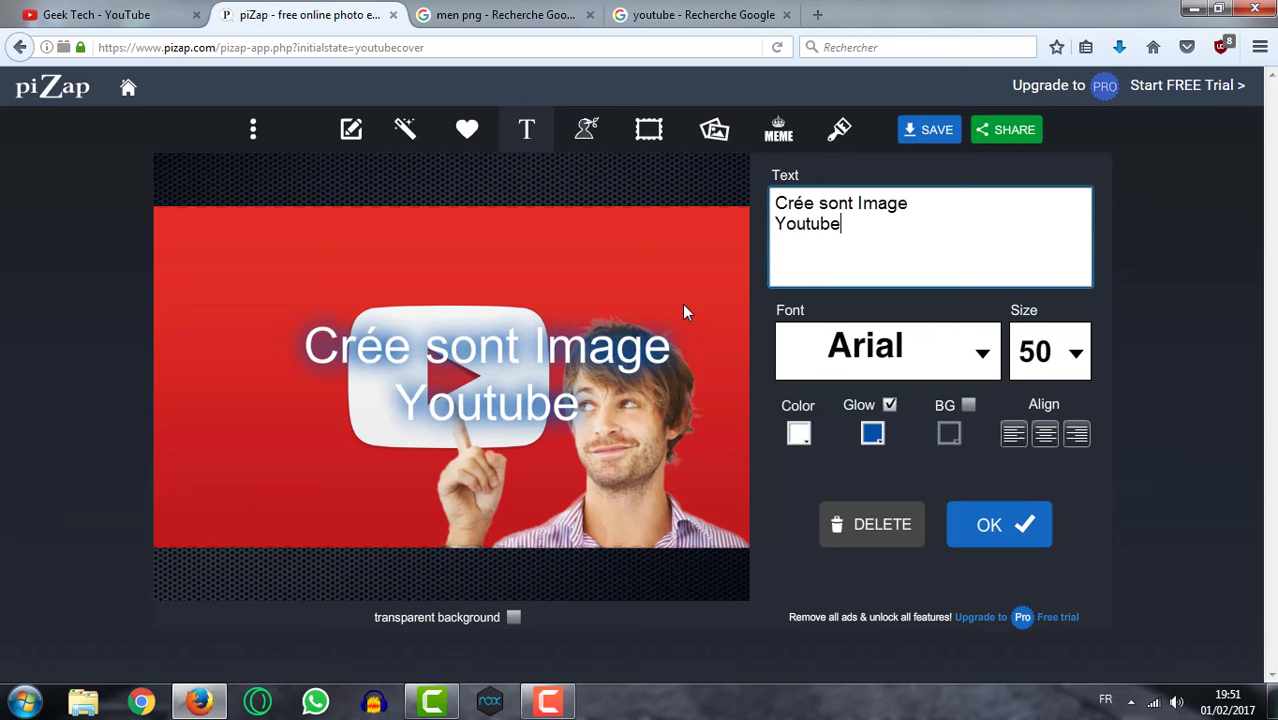 Geek Tech - YouTube
piZap - free online photo e...
men png - Recherche Goo...
youtube - Recherche Google
https://www.pizap.com/pizap-app.php?initialstate=youtubecover
Rechercher
8
piZap
Upgrade to PRO Start FREE Trial >
T
MEME
SAVE
SHARE
Text
Crée sont Image
Youtube
Crée sont Image
Youtube
Font
Size
Arial
50
Color
Glow
BG
Align
DELETE
OK
transparent background
Remove all ads & unlock all features! Upgrade to Pro Free trial
nox
FR
19:51
01/02/2017